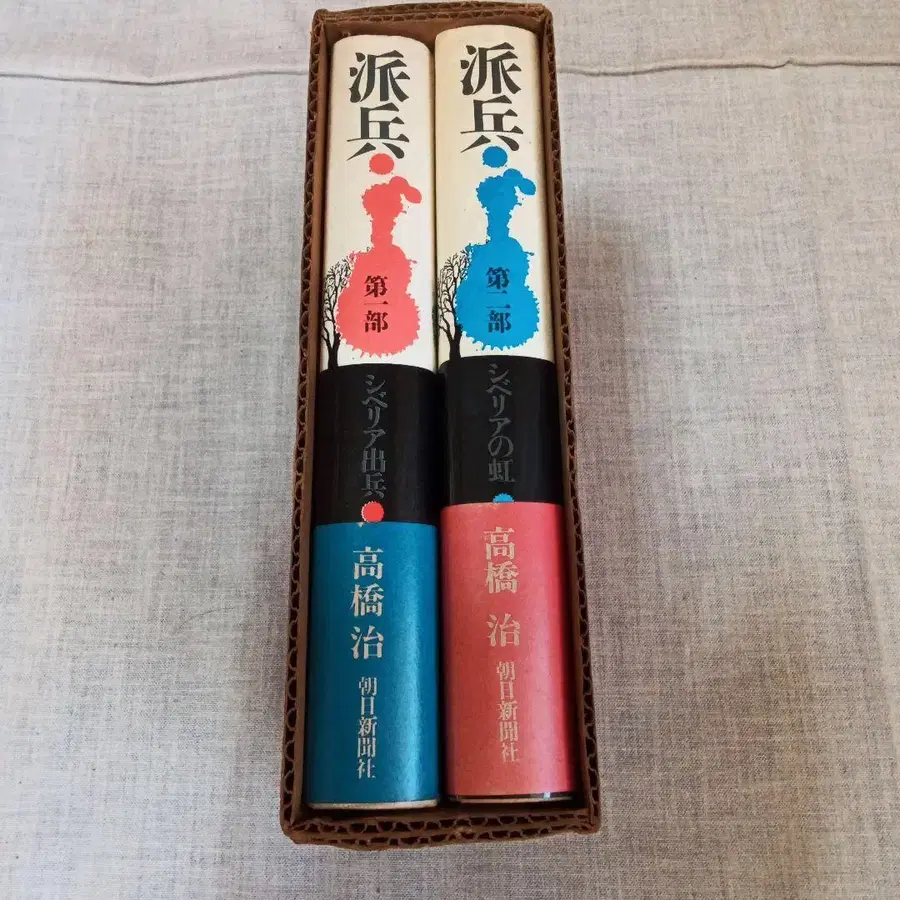 派兵
第一部
シベリア出兵
高橋治
朝日新聞社
派兵
第二部
シベリアの虹
高橋治
朝日新聞社